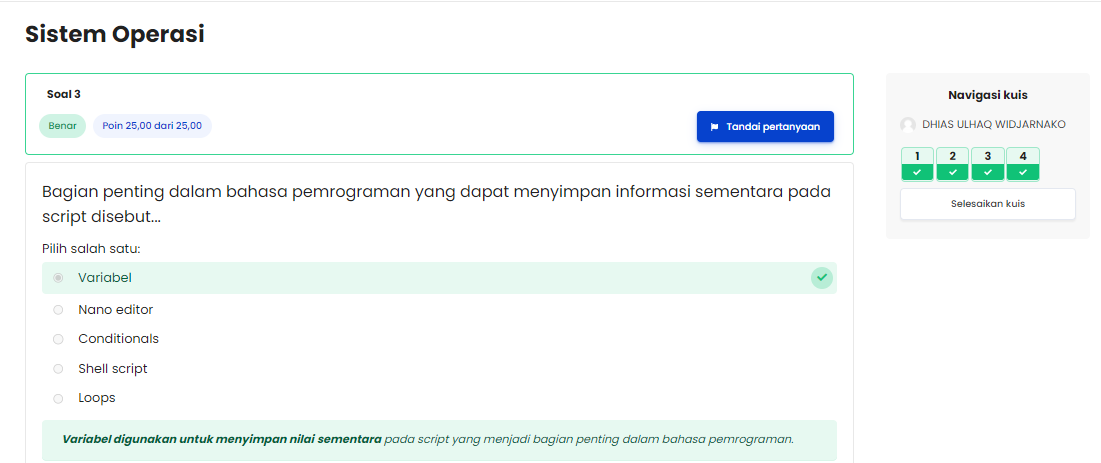 Sistem Operasi
Soal 3
Benar
Poin 25,00 dari 25,00
Tandai pertanyaan
Bagian penting dalam bahasa pemrograman yang dapat menyimpan informasi sementara pada
script disebut...
Pilih salah satu:
Variabel
Nano editor
Conditionals
Shell script
Loops
Variabel digunakan untuk menyimpan nilai sementara pada script yang menjadi bagian penting dalam bahasa pemrograman.
Navigasi kuis
DHIAS ULHAQ WIDJARNAKO
1 2 3 4
Selesaikan kuis